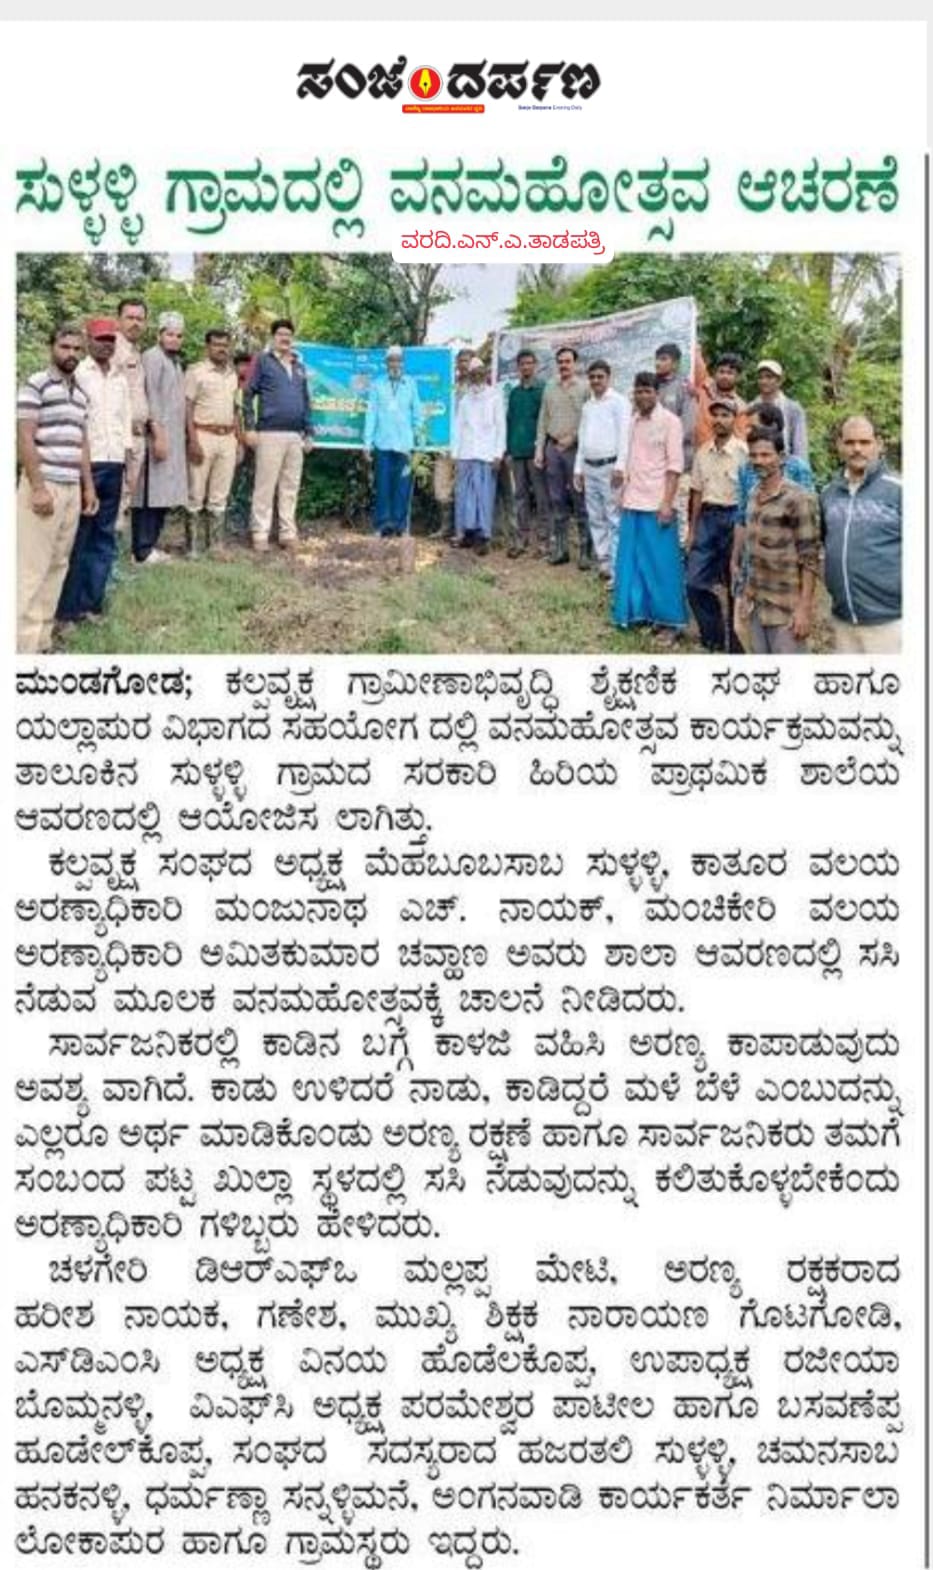 ಸಂಜೆ ದರ್ಪಣ
Sanje Darpana Evening Daily
ಸುಳ್ಳಳ್ಳಿ ಗ್ರಾಮದಲ್ಲಿ ವನಮಹೋತ್ಸವ ಆಚರಣೆ
ವರದಿ.ಎನ್.ಎ.ತಾಡಪತ್ರಿ
ಮುಂಡಗೋಡ; ಕಲ್ಪವೃಕ್ಷ ಗ್ರಾಮೀಣಾಭಿವೃದ್ಧಿ ಶೈಕ್ಷಣಿಕ ಸಂಘ ಹಾಗೂ
ಯಲ್ಲಾಪುರ ವಿಭಾಗದ ಸಹಯೋಗ ದಲ್ಲಿ ವನಮಹೋತ್ಸವ ಕಾರ್ಯಕ್ರಮವನ್ನು
ತಾಲೂಕಿನ ಸುಳ್ಳಳ್ಳಿ ಗ್ರಾಮದ ಸರಕಾರಿ ಹಿರಿಯ ಪ್ರಾಥಮಿಕ ಶಾಲೆಯ
ಆವರಣದಲ್ಲಿ ಆಯೋಜಿಸ ಲಾಗಿತ್ತು.
ಕಲ್ಪವೃಕ್ಷ ಸಂಘದ ಅಧ್ಯಕ್ಷ ಮೆಹಬೂಬಸಾಬ ಸುಳ್ಳಳ್ಳಿ, ಕಾತೂರ ವಲಯ
ಅರಣ್ಯಾಧಿಕಾರಿ ಮಂಜುನಾಥ ಎಚ್. ನಾಯಕ್, ಮಂಚಿಕೇರಿ ವಲಯ
ಅರಣ್ಯಾಧಿಕಾರಿ ಅಮಿತಕುಮಾರ ಚವ್ಹಾಣ ಅವರು ಶಾಲಾ ಆವರಣದಲ್ಲಿ ಸಸಿ
ನೆಡುವ ಮೂಲಕ ವನಮಹೋತ್ಸವಕ್ಕೆ ಚಾಲನೆ ನೀಡಿದರು.
ಸಾರ್ವಜನಿಕರಲ್ಲಿ ಕಾಡಿನ ಬಗ್ಗೆ ಕಾಳಜಿ ವಹಿಸಿ ಅರಣ್ಯ ಕಾಪಾಡುವುದು
ಅವಶ್ಯ ವಾಗಿದೆ. ಕಾಡು ಉಳಿದರೆ ನಾಡು, ಕಾಡಿದ್ದರೆ ಮಳೆ ಬೆಳೆ ಎಂಬುದನ್ನು
ಎಲ್ಲರೂ ಅರ್ಥ ಮಾಡಿಕೊಂಡು ಅರಣ್ಯ ರಕ್ಷಣೆ ಹಾಗೂ ಸಾರ್ವಜನಿಕರು ತಮಗೆ
ಸಂಬಂದ ಪಟ್ಟ ಖುಲ್ಲಾ ಸ್ಥಳದಲ್ಲಿ ಸಸಿ ನೆಡುವುದನ್ನು ಕಲಿತುಕೊಳ್ಳಬೇಕೆಂದು
ಅರಣ್ಯಾಧಿಕಾರಿ ಗಳಿಬ್ಬರು ಹೇಳಿದರು.
ಚಳಗೇರಿ ಡಿಆರ್‌ಎಫ್‌ಒ ಮಲ್ಲಪ್ಪ ಮೇಟಿ, ಅರಣ್ಯ ರಕ್ಷಕರಾದ
ಹರೀಶ ನಾಯಕ, ಗಣೇಶ, ಮುಖ್ಯ ಶಿಕ್ಷಕ ನಾರಾಯಣ ಗೊಟಗೋಡಿ,
ಎಸ್‌ಡಿಎಂಸಿ ಅಧ್ಯಕ್ಷ ವಿನಯ ಹೊಡೆಲಕೊಪ್ಪ, ಉಪಾಧ್ಯಕ್ಷ ರಜೀಯಾ
ಬೊಮ್ಮನಳ್ಳಿ, ವಿಎಫ್‌ಸಿ ಅಧ್ಯಕ್ಷ ಪರಮೇಶ್ವರ ಪಾಟೀಲ ಹಾಗೂ ಬಸವಣೆಪ್ಪ
ಹೂಡೇಲ್‌ಕೊಪ್ಪ, ಸಂಘದ ಸದಸ್ಯರಾದ ಹಜರತಲಿ ಸುಳ್ಳಳ್ಳಿ, ಚಮನಸಾಬ
ಹನಕನಳ್ಳಿ, ಧರ್ಮಣ್ಣಾ ಸನ್ನಳ್ಳಿಮನೆ, ಅಂಗನವಾಡಿ ಕಾರ್ಯಕರ್ತೆ ನಿರ್ಮಾಲಾ
ಲೋಕಾಪುರ ಹಾಗೂ ಗ್ರಾಮಸ್ಥರು ಇದ್ದರು.